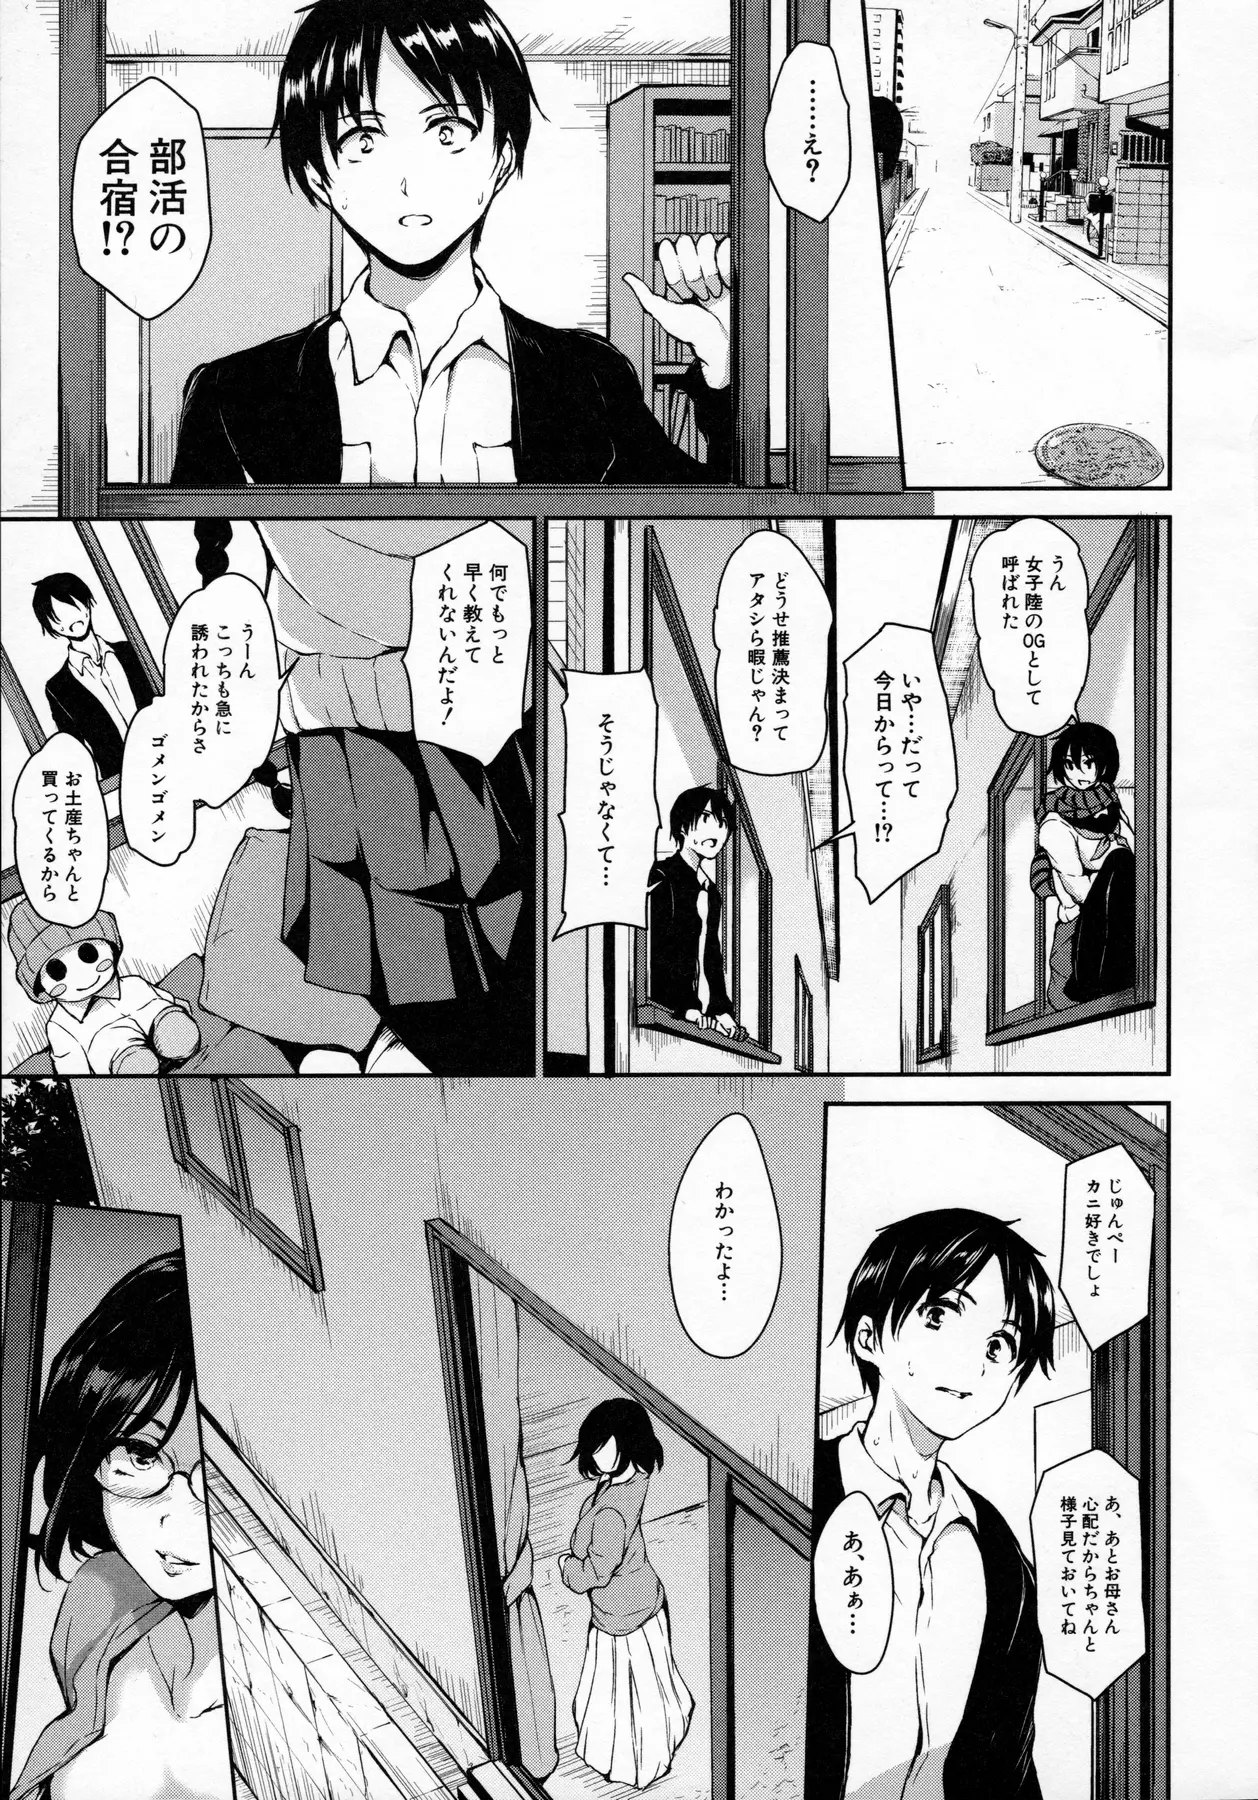 ……え？
部活の
合宿!?
うん
女子陸のOGとして
呼ばれた
いや…だって
今日からって…!?
どうせ推薦決まって
アタシら暇じゃん？
そうじゃなくて…
何でもっと
早く教えて
くれないんだよ！
うーん
こっちも急に
誘われたからさ
ゴメンゴメン
お土産ちゃんと
買ってくるから
じゅんぺー
カニ好きでしょ
あ、あとお母さん
心配だからちゃんと
様子見ておいてね
あ、あぁ…
わかったよ…